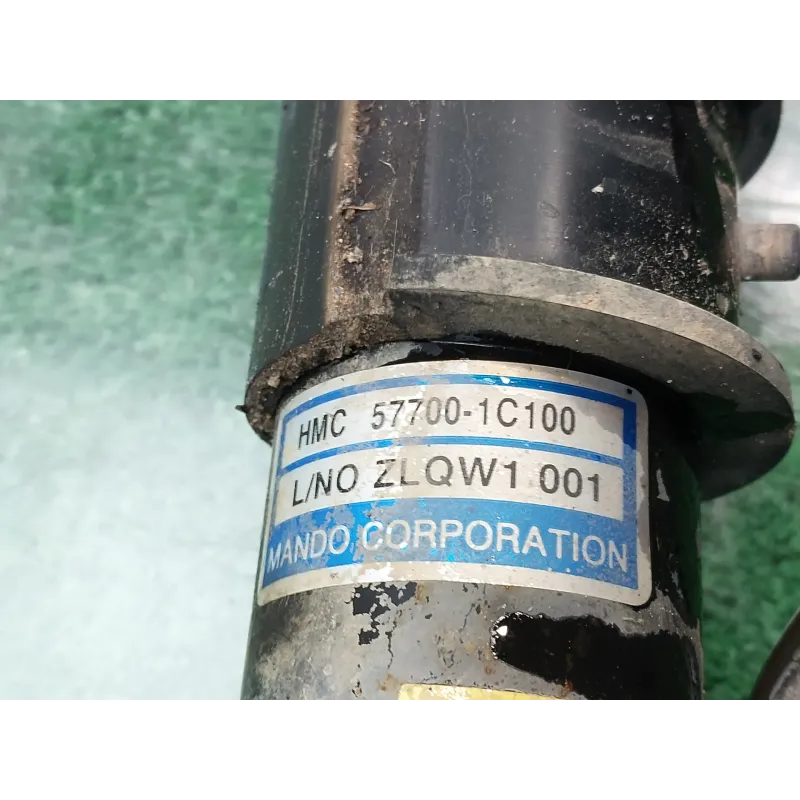 HMC 57700-1C100
L/NO ZLQW1 001
MANDO CORPORATION